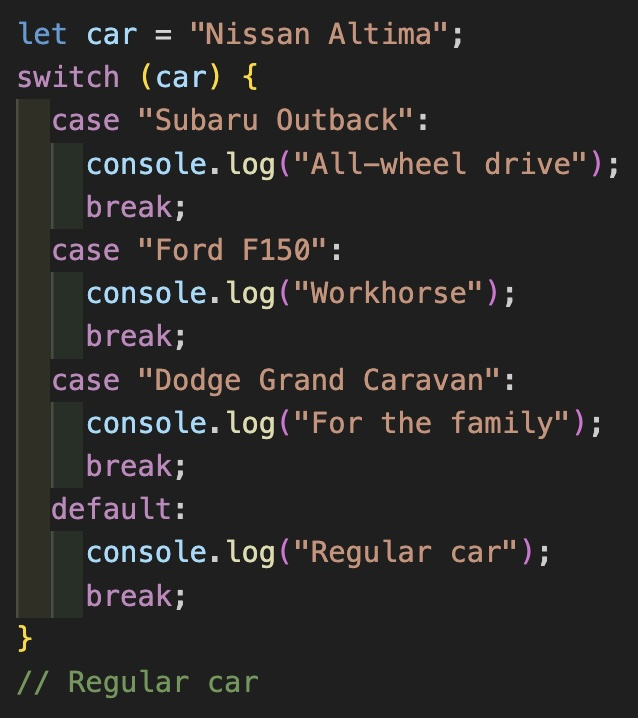 let car = "Nissan Altima";
switch (car) {
  case "Subaru Outback":
    console.log("All-wheel drive");
    break;
  case "Ford F150":
    console.log("Workhorse");
    break;
  case "Dodge Grand Caravan":
    console.log("For the family");
    break;
  default:
    console.log("Regular car");
    break;
}
// Regular car